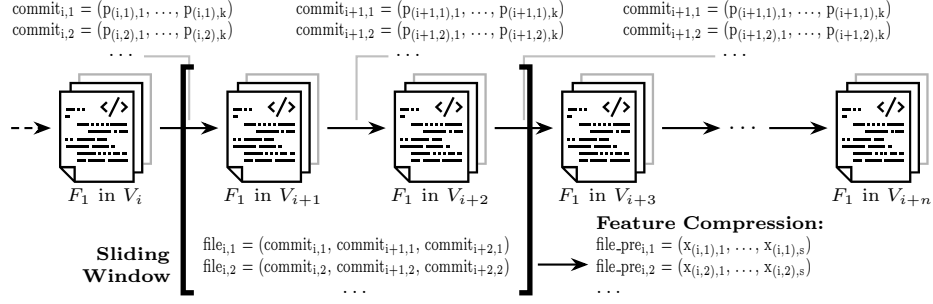 commit_{i,1} = (p_{(i,1),1}, . . . , p_{(i,1),k})
commit_{i,2} = (p_{(i,2),1}, . . . , p_{(i,2),k})
. . .
commit_{i+1,1} = (p_{(i+1,1),1}, . . . , p_{(i+1,1),k})
commit_{i+1,2} = (p_{(i+1,2),1}, . . . , p_{(i+1,2),k})
. . .
commit_{i+1,1} = (p_{(i+1,1),1}, . . . , p_{(i+1,1),k})
commit_{i+1,2} = (p_{(i+1,2),1}, . . . , p_{(i+1,2),k})
. . .
</>
</>
</>
</>
. . .
</>
F_1 in V_i
F_1 in V_{i+1}
F_1 in V_{i+2}
F_1 in V_{i+3}
F_1 in V_{i+n}
Sliding
Window
file_{i,1} = (commit_{i,1}, commit_{i+1,1}, commit_{i+2,1})
file_{i,2} = (commit_{i,2}, commit_{i+1,2}, commit_{i+2,2})
. . .
Feature Compression:
file_pre_{i,1} = (x_{(i,1),1}, . . . , x_{(i,1),s})
file_pre_{i,2} = (x_{(i,2),1}, . . . , x_{(i,2),s})
. . .